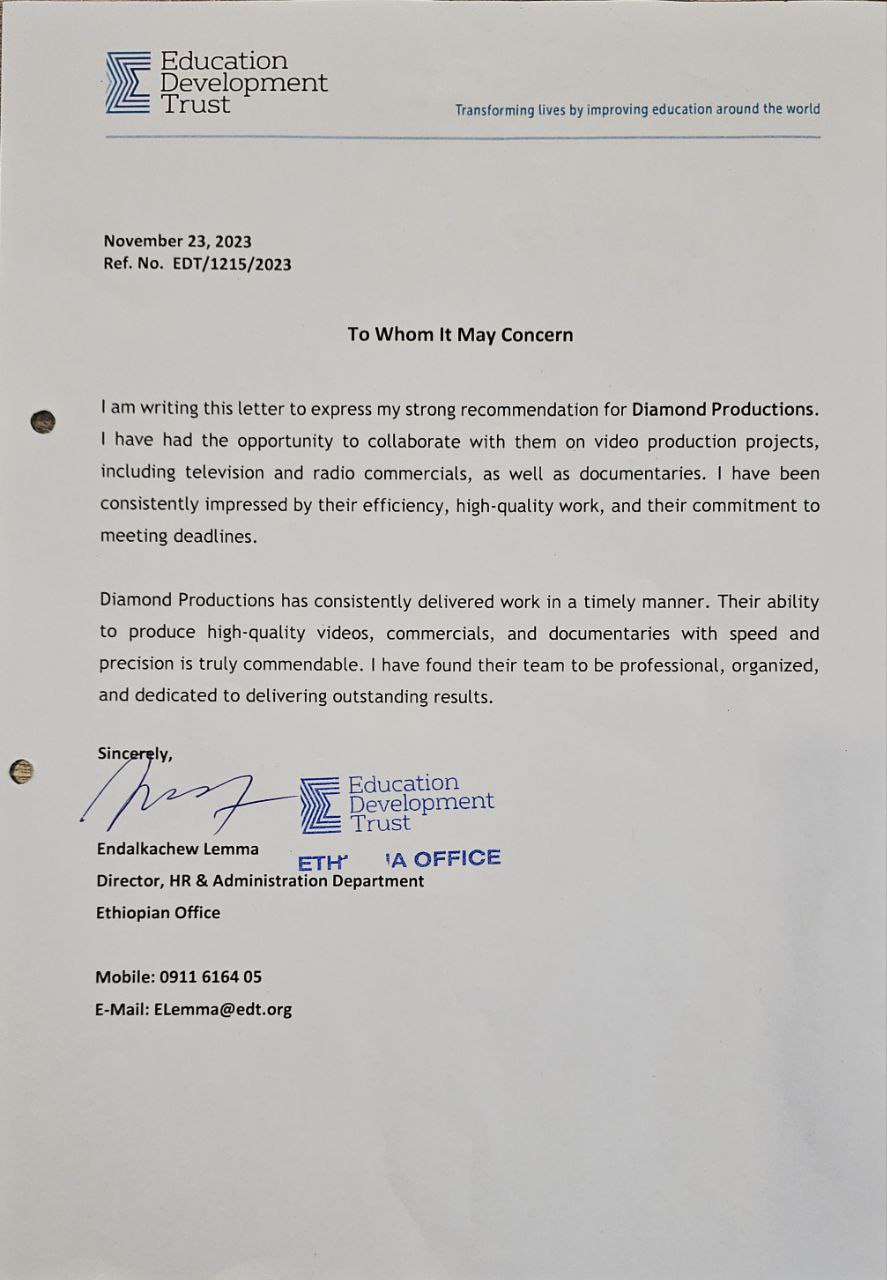 Education
Development
Trust
Transforming lives by improving education around the world
November 23, 2023
Ref. No. EDT/1215/2023
To Whom It May Concern
I am writing this letter to express my strong recommendation for Diamond Productions.
I have had the opportunity to collaborate with them on video production projects,
including television and radio commercials, as well as documentaries. I have been
consistently impressed by their efficiency, high-quality work, and their commitment to
meeting deadlines.
Diamond Productions has consistently delivered work in a timely manner. Their ability
to produce high-quality videos, commercials, and documentaries with speed and
precision is truly commendable. I have found their team to be professional, organized,
and dedicated to delivering outstanding results.
Sincerely,
Education
Development
Trust
Endalkachew Lemma
OFFICE
Director, HR & Administration Department
Ethiopian Office
Mobile: 0911 6164 05
E-Mail: ELemma@edt.org